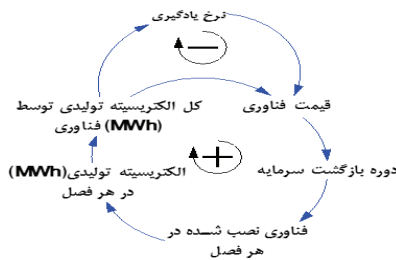 نرخ یادگیری
کل الکتریسیته تولیدی توسط
فناوری (MWh)
قیمت فناوری
الکتریسیته تولیدی (MWh)
در هر فصل
دوره بازگشت سرمایه
فناوری نصب شده در
هر فصل